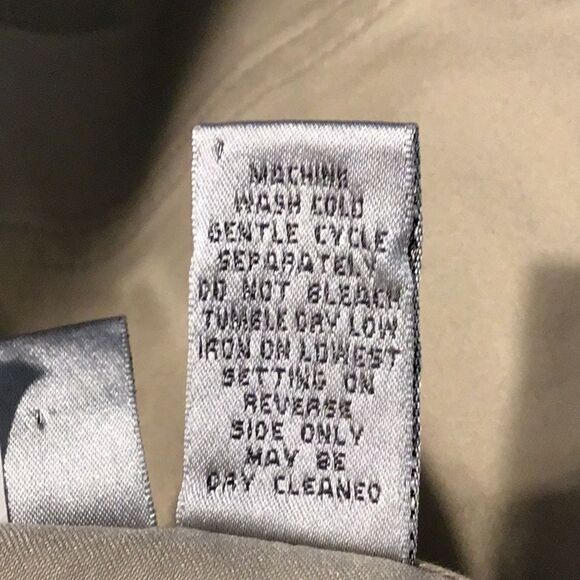 MACHINE
WASH COLD
GENTLE CYCLE
SEPARATELY
DO NOT BLEACH
TUMBLE DRY LOW
IRON ON LOWEST
SETTING ON
REVERSE
SIDE ONLY
MAY BE
DRY CLEANED